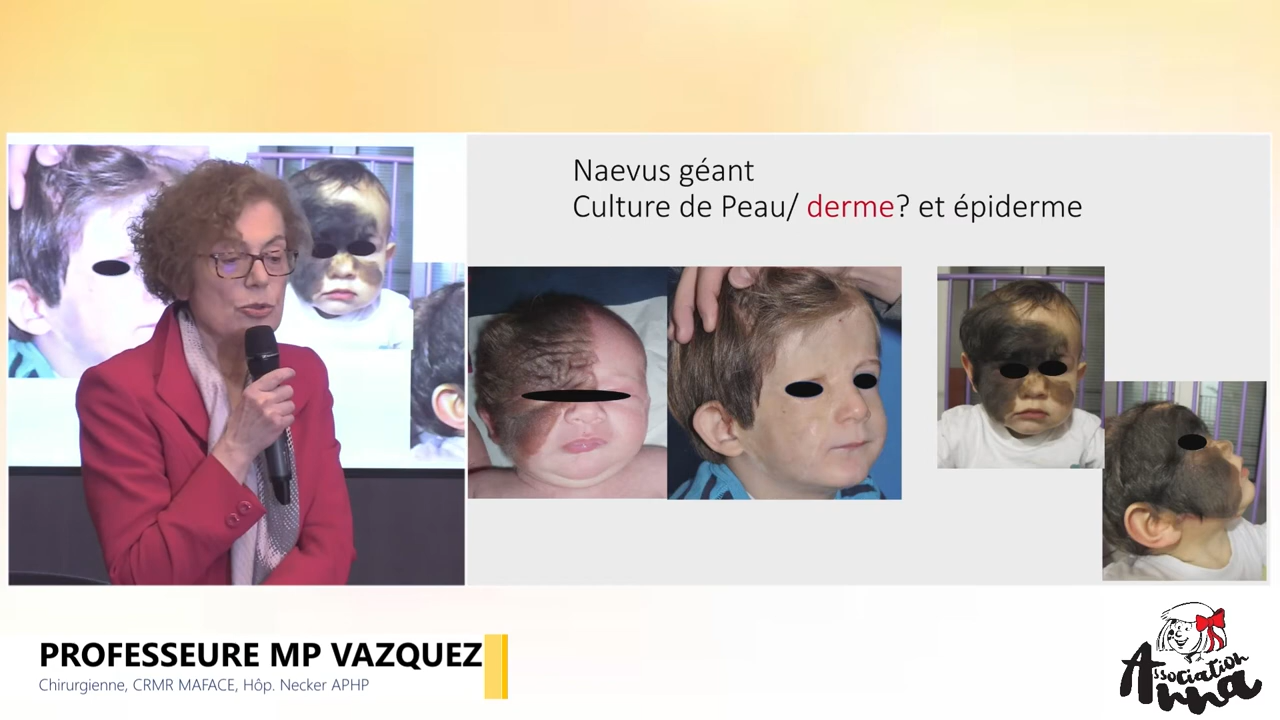 Naevus géant
Culture de Peau/ derme? et épiderme
PROFESSEURE MP VAZQUEZ
Chirurgienne, CRMR MAFACE, Hôp. Necker APHP
Association
Anna